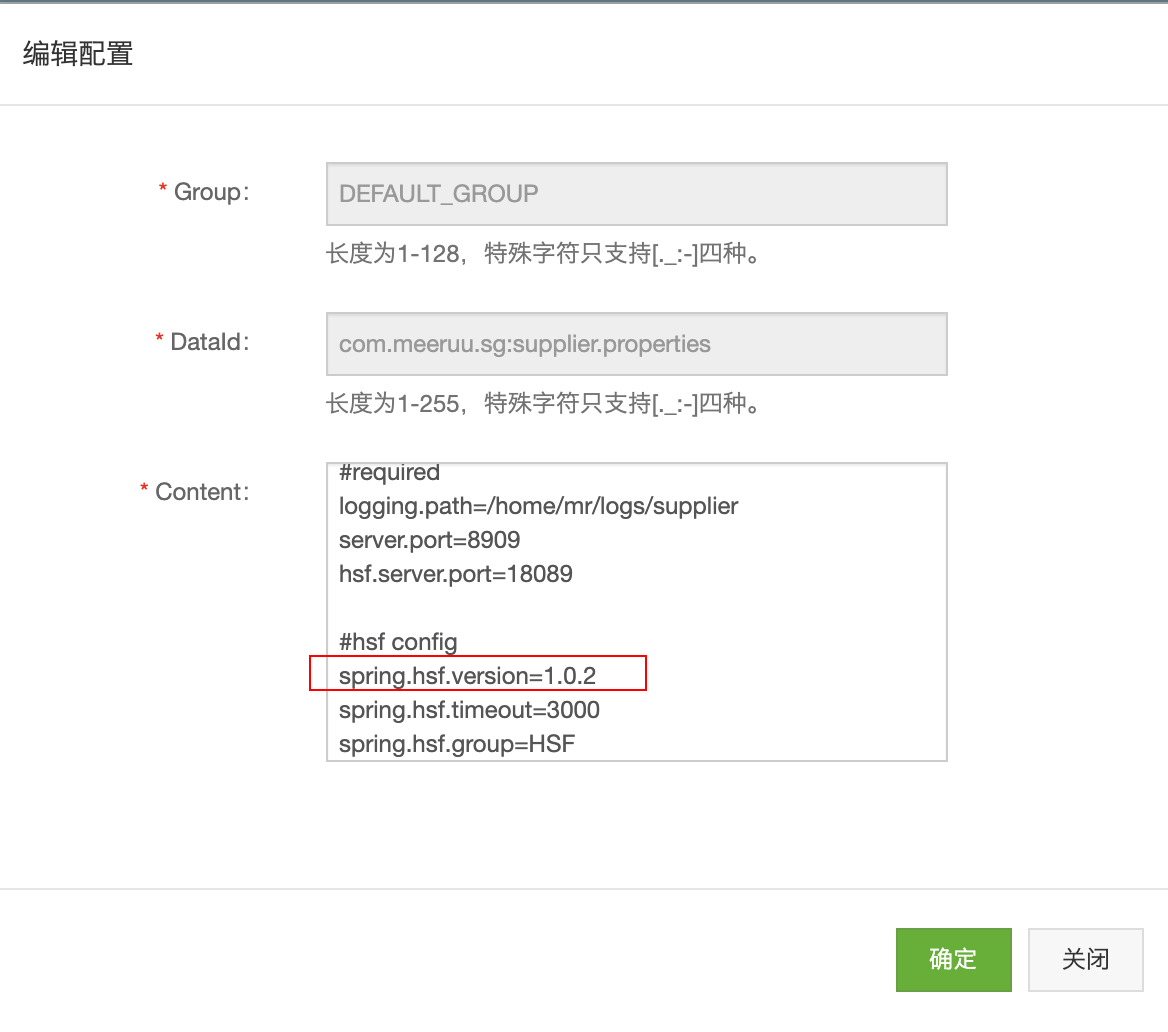 编辑配置
* Group:
DEFAULT_GROUP
长度为1-128，特殊字符只支持[._:-]四种。
* DataId:
com.meeruu.sg:supplier.properties
长度为1-255，特殊字符只支持[._:-]四种。
* Content:
#required
logging.path=/home/mr/logs/supplier
server.port=8909
hsf.server.port=18089
#hsf config
spring.hsf.version=1.0.2
spring.hsf.timeout=3000
spring.hsf.group=HSF
确定
关闭